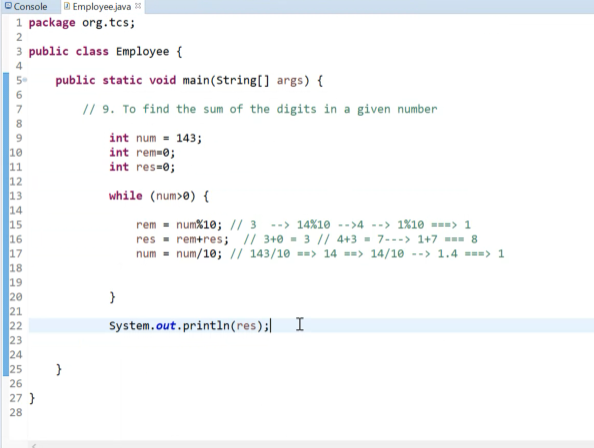 Console Employee.java
1 package org.tcs;
2
3 public class Employee {
4
5 public static void main(String[] args) {
6
7 // 9. To find the sum of the digits in a given number
8
9 int num = 143;
10 int rem=0;
11 int res=0;
12
13 while (num>0) {
14
15 rem = num%10; // 3 --> 14%10 -->4 --> 1%10 ===> 1
16 res = rem+res; // 3+0 = 3 // 4+3 = 7---> 1+7 === 8
17 num = num/10; // 143/10 ==> 14 ==> 14/10 --> 1.4 ===> 1
18
19
20 }
21
22 System.out.println(res);
23
24
25 }
26
27 }
28